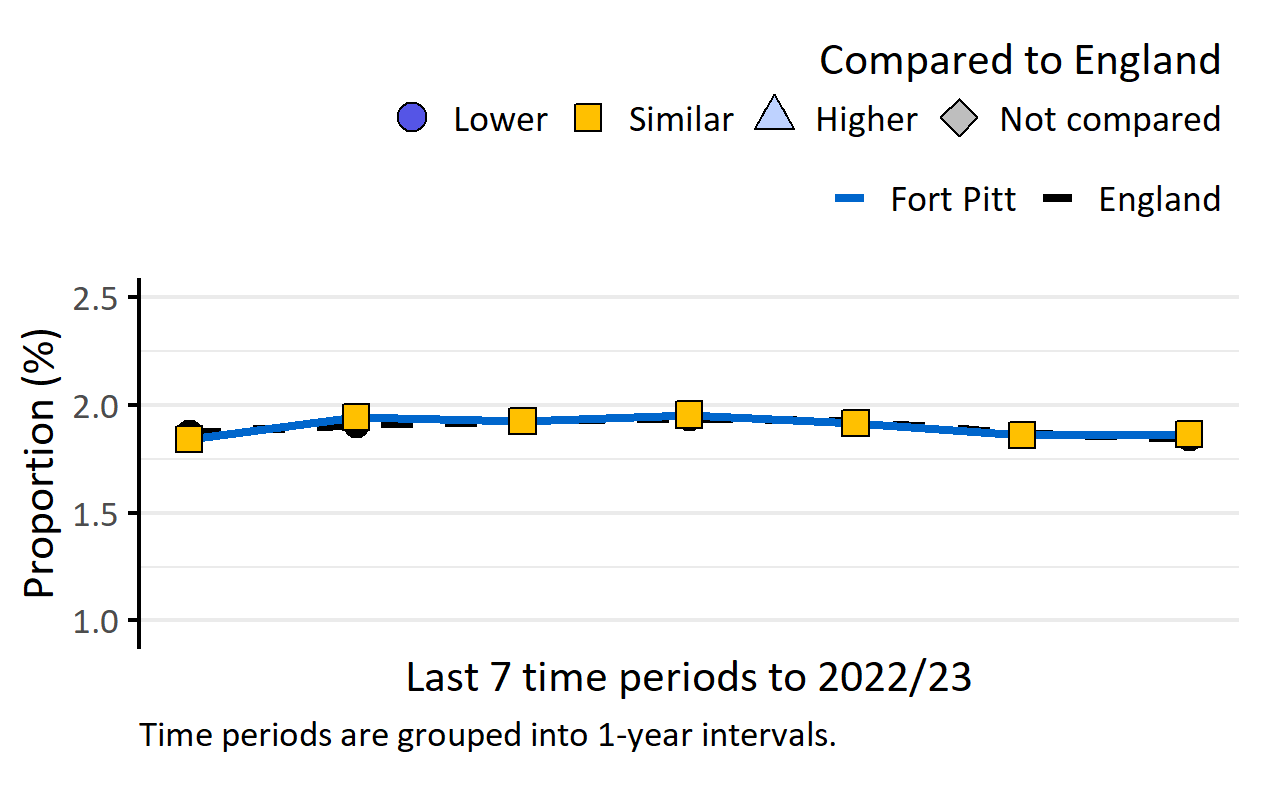 Compared to England
Lower Similar Higher Not compared
Fort Pitt England
2.5
2.0
1.5
1.0
Proportion (%)
Last 7 time periods to 2022/23
Time periods are grouped into 1-year intervals.